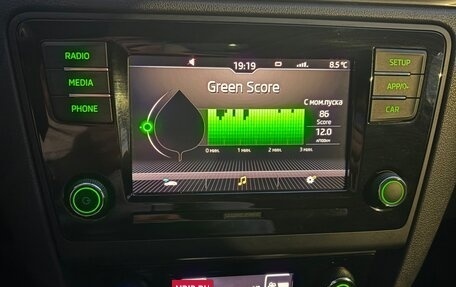 RADIO
MEDIA
PHONE
19:19
8.5 °C
SETUP
APP/
CAR
Green Score
С мом.пуска
86
Score
12.0
л/100км
0 мин.
1 мин.
2 мин.
3 мин.